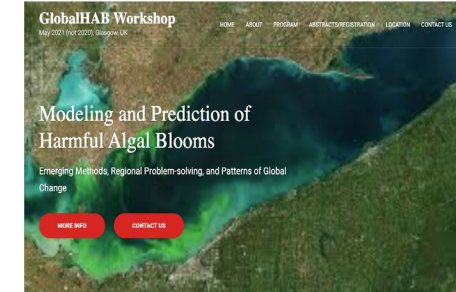 GlobalHAB Workshop
May 2021 (not 2020), Glasgow, UK
HOME ABOUT PROGRAM ABSTRACTS/REGISTRATION LOCATION CONTACT US
Modeling and Prediction of
Harmful Algal Blooms
Emerging Methods, Regional Problem-solving, and Patterns of Global
Change
MORE INFO CONTACT US